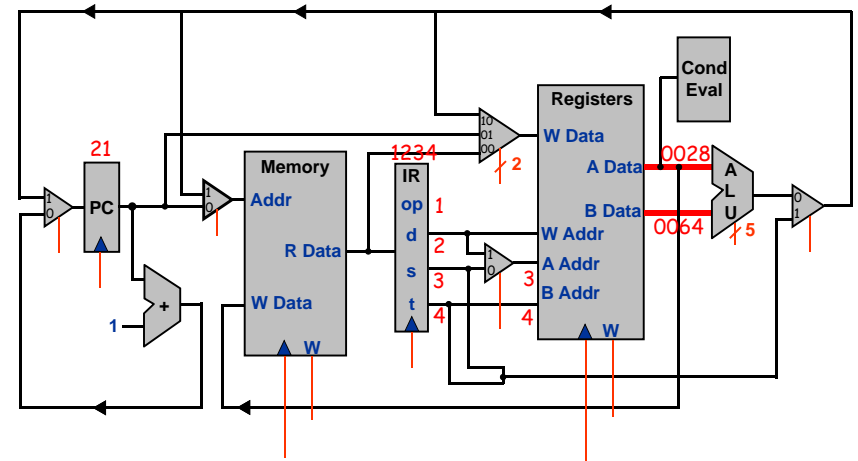 Cond
Eval
Registers
10
01
00
W Data
2
21
1234
0028
Memory
IR
A Data
A
L
U
op
1
1
0
PC
1
0
Addr
d
2
B Data
0064
5
0
1
R Data
W Addr
s
3
1
0
A Addr
3
W Data
t
4
B Addr
4
+
1
W
W